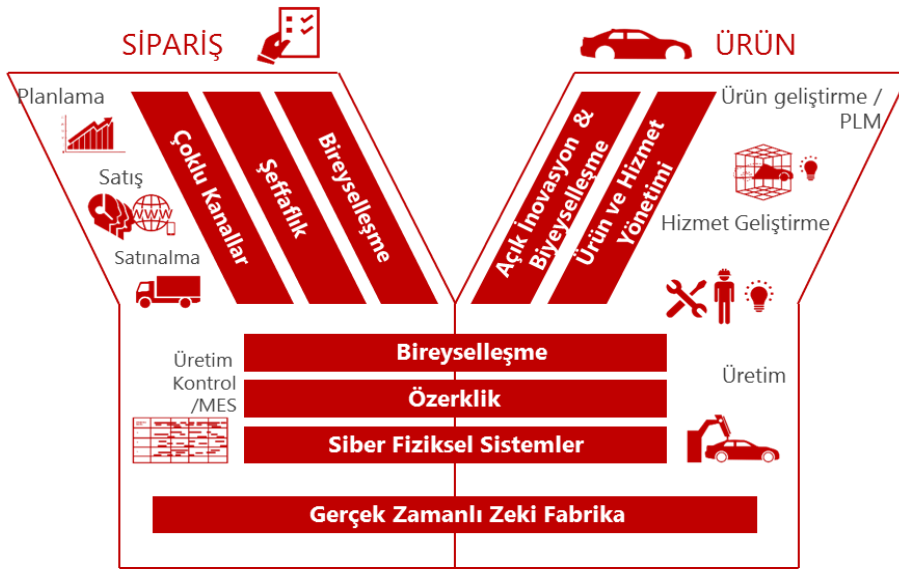 SİPARİŞ
ÜRÜN
Planlama
Satış
WWW
Satınalma
Çoklu Kanallar
Şeffaflık
Bireyselleşme
Açık İnovasyon &
Biyeyselleşme
Ürün ve Hizmet
Yönetimi
Ürün geliştirme /
PLM
Hizmet Geliştirme
Üretim
Kontrol
/MES
Bireyselleşme
Özerklik
Siber Fiziksel Sistemler
Üretim
Gerçek Zamanlı Zeki Fabrika